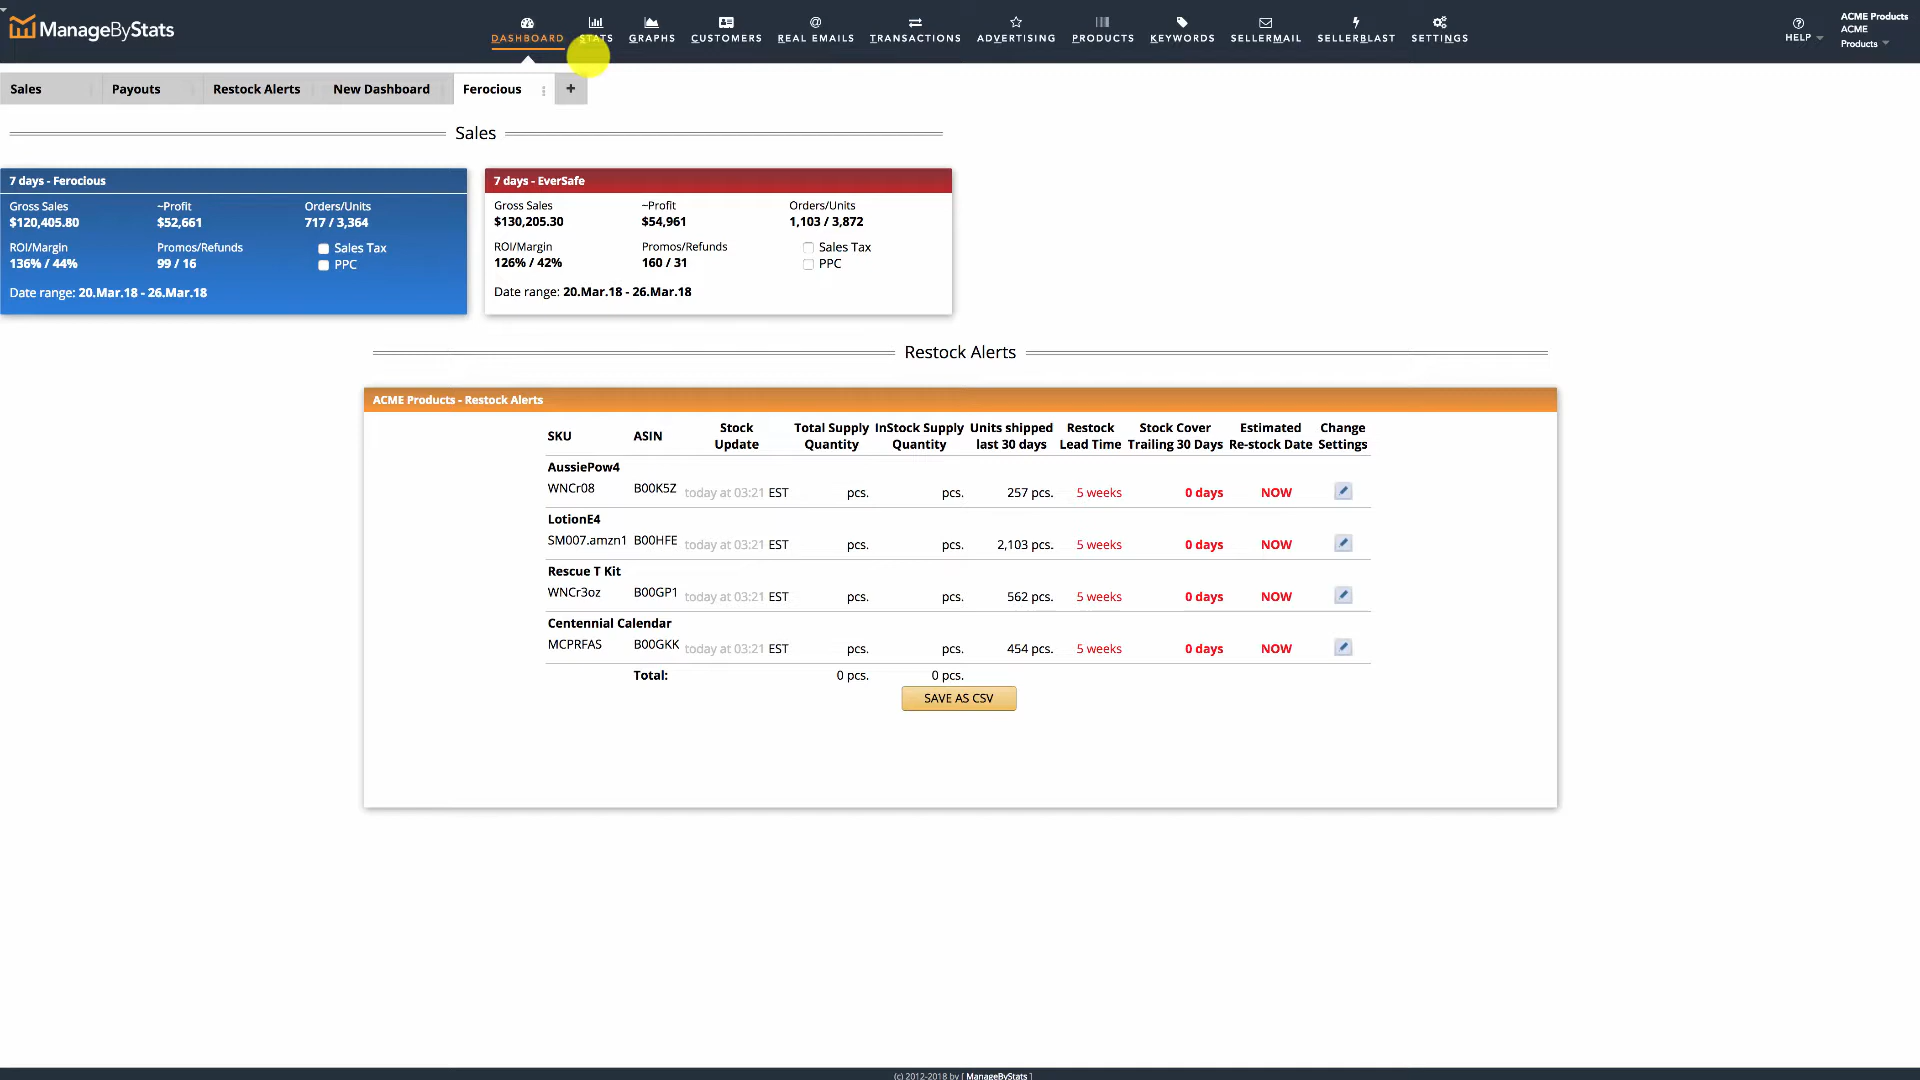 ManageByStats
DASHBOARD STATS GRAPHS CUSTOMERS REAL EMAILS TRANSACTIONS ADVERTISING PRODUCTS KEYWORDS SELLERMAIL SELLERBLAST SETTINGS
HELP
ACME Products
ACME
Products
Sales Payouts Restock Alerts New Dashboard Ferocious +
Sales
7 days - Ferocious
Gross Sales ~Profit Orders/Units
$120,405.80 $52,661 717 / 3,364
ROI/Margin Promos/Refunds Sales Tax
136% / 44% 99 / 16 PPC
Date range: 20.Mar.18 - 26.Mar.18
7 days - EverSafe
Gross Sales ~Profit Orders/Units
$130,205.30 $54,961 1,103 / 3,872
ROI/Margin Promos/Refunds Sales Tax
126% / 42% 160 / 31 PPC
Date range: 20.Mar.18 - 26.Mar.18
Restock Alerts
ACME Products - Restock Alerts
SKU ASIN Stock Update Total Supply Quantity InStock Supply Quantity Units shipped last 30 days Restock Lead Time Stock Cover Trailing 30 Days Estimated Re-stock Date Change Settings
AussiePow4
WNCr08 B00K5Z today at 03:21 EST pcs. pcs. 257 pcs. 5 weeks 0 days NOW
LotionE4
SM007.amzn1 B00HFE today at 03:21 EST pcs. pcs. 2,103 pcs. 5 weeks 0 days NOW
Rescue T Kit
WNCr3oz B00GP1 today at 03:21 EST pcs. pcs. 562 pcs. 5 weeks 0 days NOW
Centennial Calendar
MCPRFAS B00GKK today at 03:21 EST pcs. pcs. 454 pcs. 5 weeks 0 days NOW
Total: 0 pcs. 0 pcs.
SAVE AS CSV
(c) 2012-2018 by [ ManageByStats ]